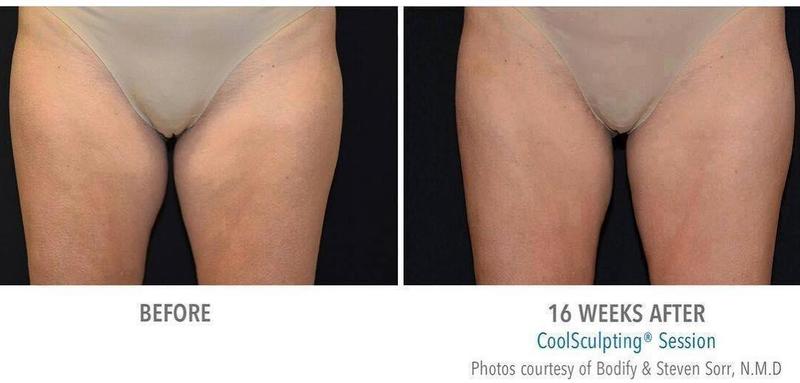 BEFORE
16 WEEKS AFTER
CoolSculpting® Session
Photos courtesy of Bodify & Steven Sorr, N.M.D